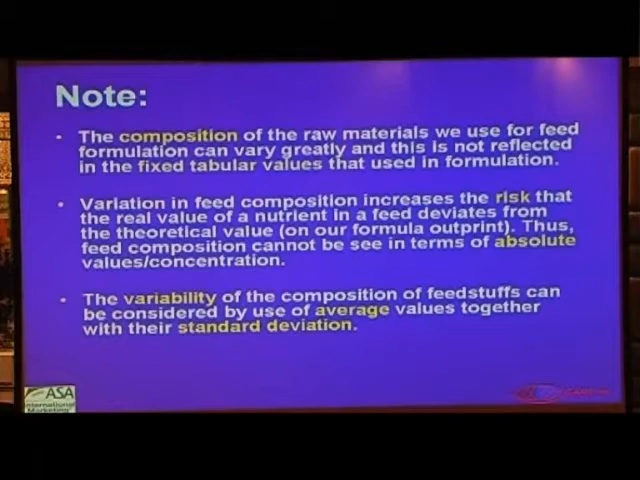 Note:
• The composition of the raw materials we use for feed
formulation can vary greatly and this is not reflected
in the fixed tabular values that used in formulation.
• Variation in feed composition increases the risk that
the real value of a nutrient in a feed deviates from
the theoretical value (on our formula outprint). Thus,
feed composition cannot be see in terms of absolute
values/concentration.
• The variability of the composition of feedstuffs can
be considered by use of average values together
with their standard deviation.
ASA
International
Marketing